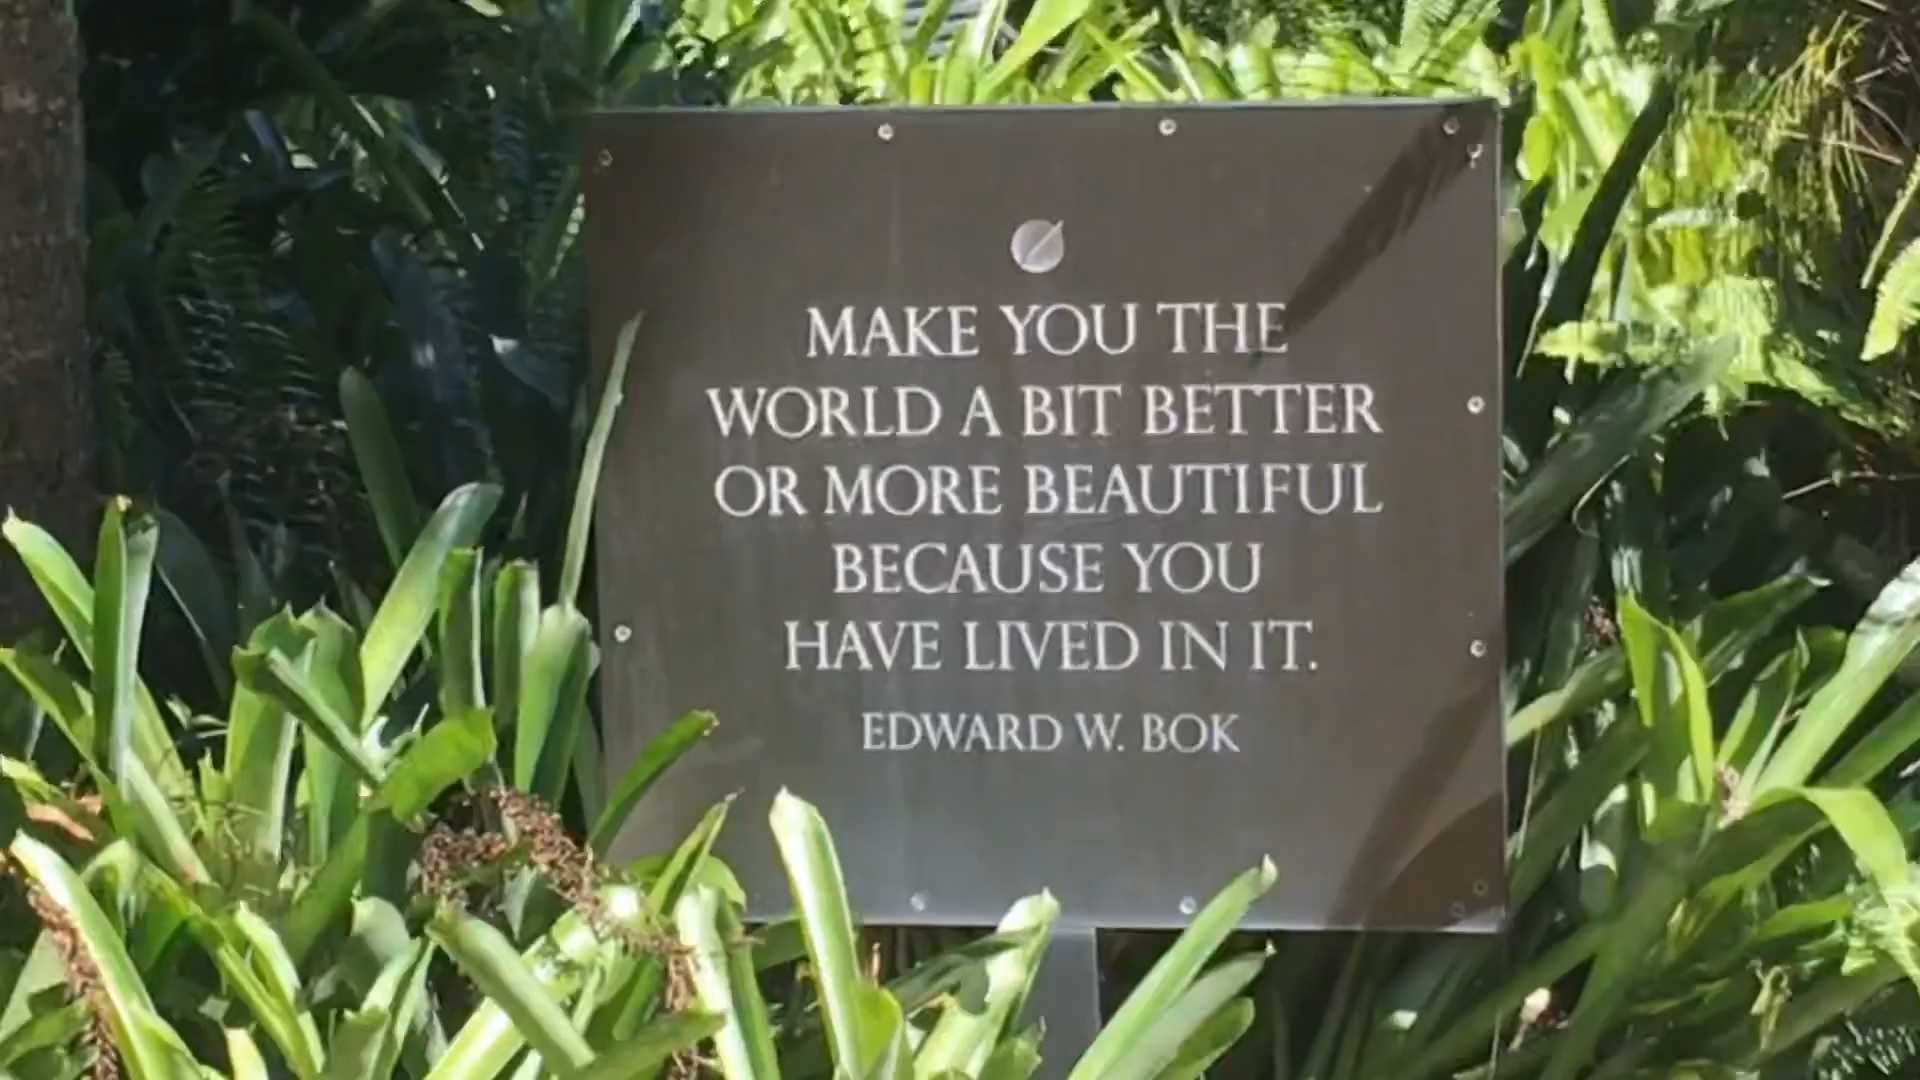 MAKE YOU THE
WORLD A BIT BETTER
OR MORE BEAUTIFUL
BECAUSE YOU
HAVE LIVED IN IT.
EDWARD W. BOK